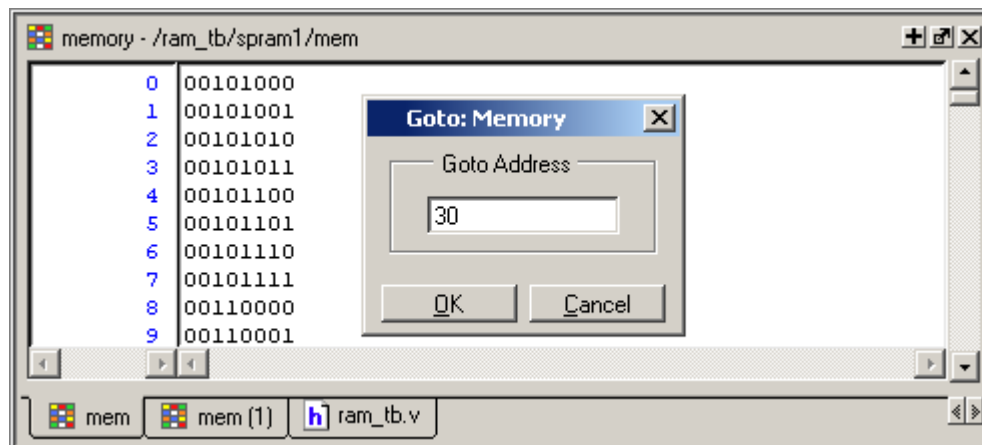 memory - /ram_tb/spram1/mem
0 00101000
1 00101001
2 00101010
3 00101011
4 00101100
5 00101101
6 00101110
7 00101111
8 00110000
9 00110001
Goto: Memory
Goto Address
30
OK Cancel
mem mem (1) h ram_tb.v